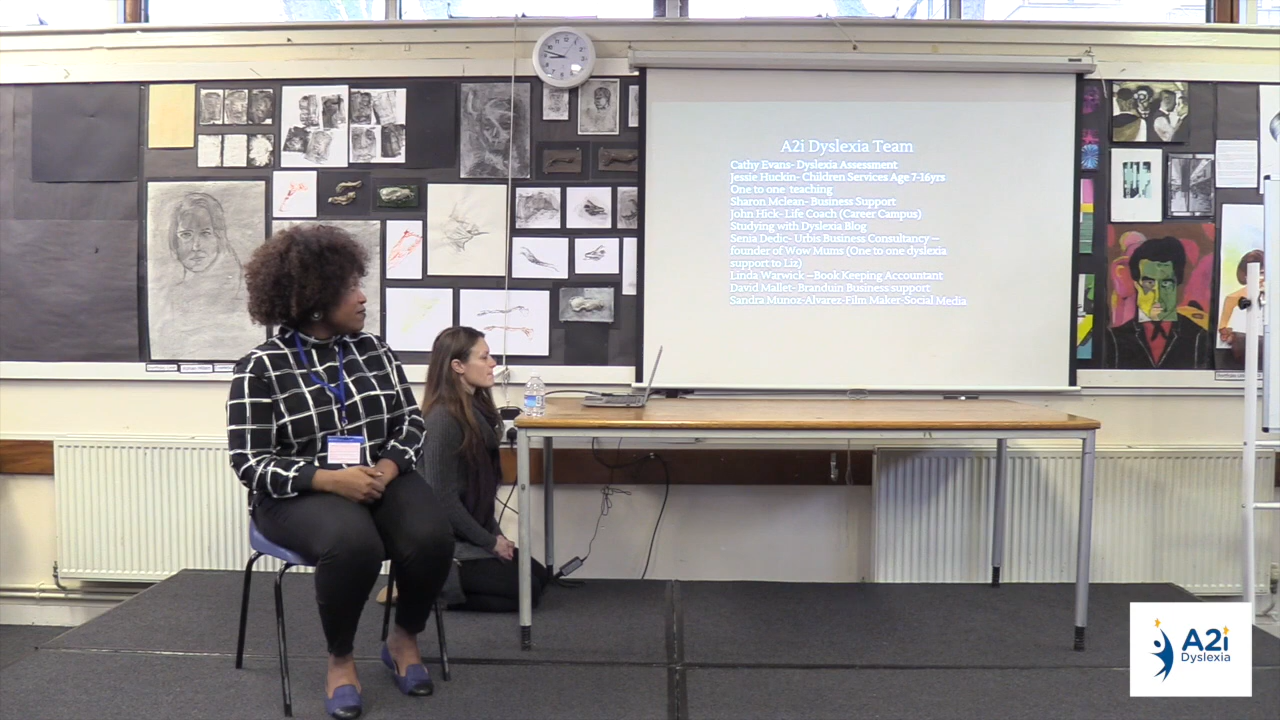 A2i Dyslexia Team
Cathy Evans- Dyslexia Assessment
Jessie Huckin- Children Services Age 7-16yrs
One to one teaching
Sharon Mclean- Business Support
John Hick- Life Coach (Career Campus)
Studying with Dyslexia Blog
Senia Dedic- Urbis Business Consultancy –
founder of Wow Mums (One to one dyslexia
support to Liz)
Linda Warwick –Book Keeping Accountant
David Mallet- Branduin Business support
Sandra Munoz-Alvarez-Film Maker-Social Media
A2i
Dyslexia